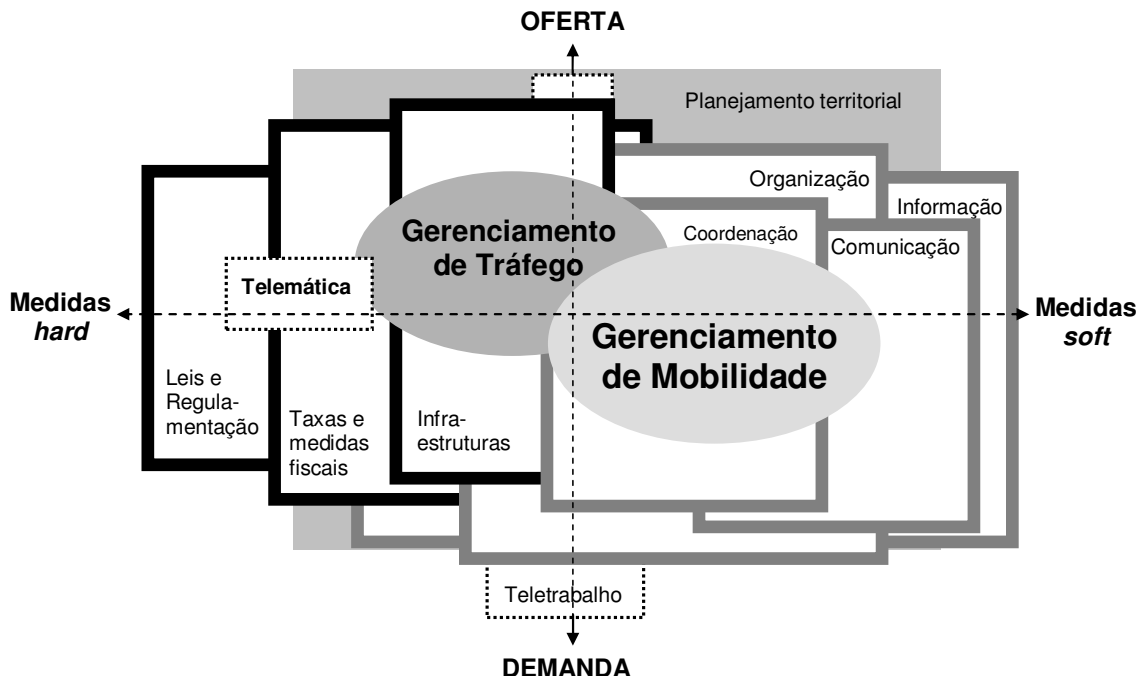 OFERTA
Planejamento territorial
Organização
Informação
Gerenciamento
de Tráfego
Coordenação
Comunicação
Telemática
Medidas
hard
Medidas
soft
Gerenciamento
de Mobilidade
Leis e
Regula-
mentação
Taxas e
medidas
fiscais
Infra-
estruturas
Teletrabalho
DEMANDA